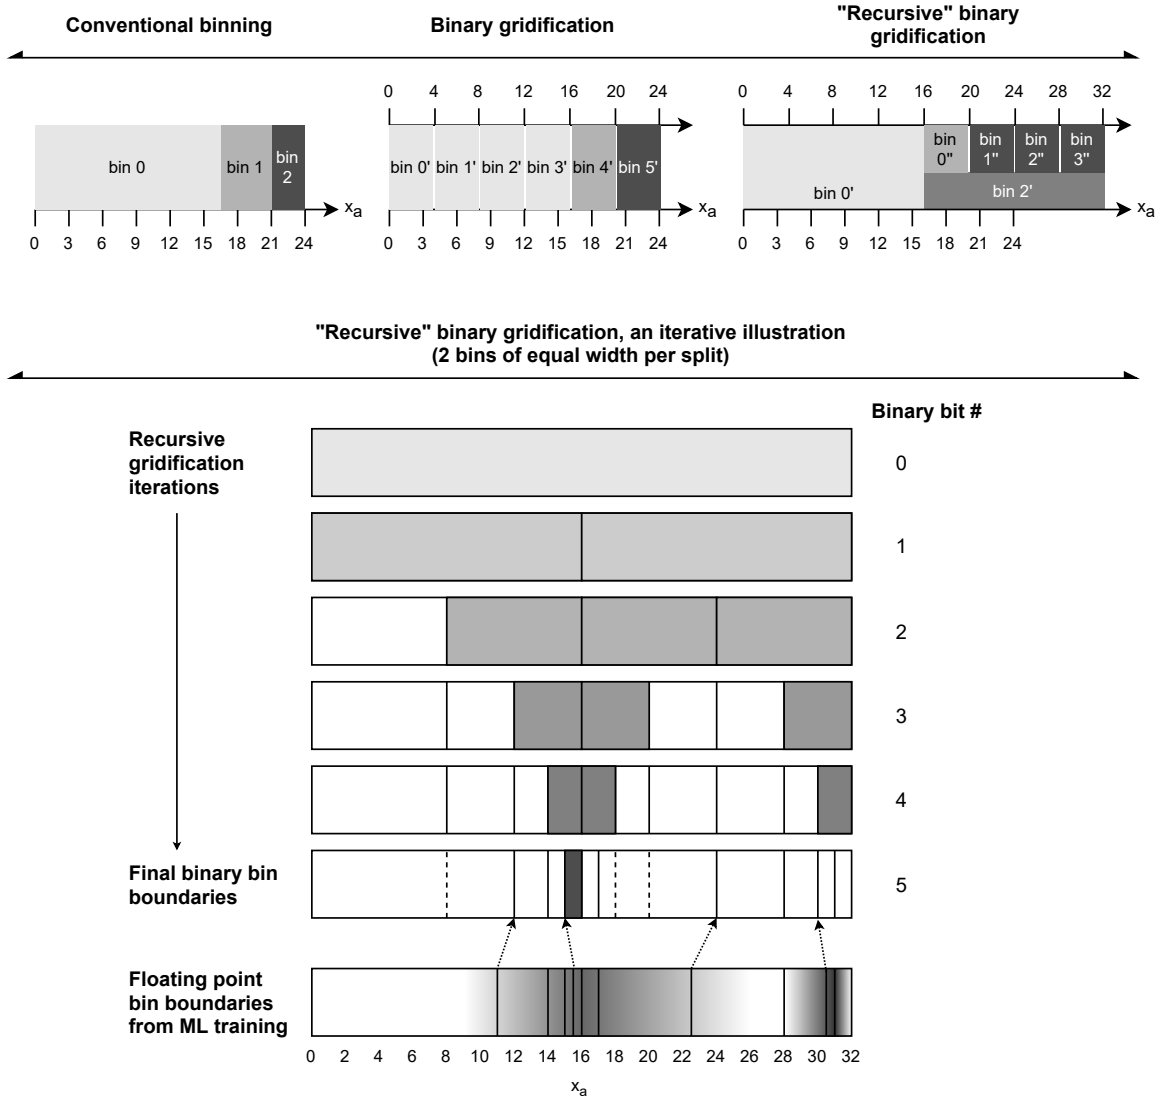 Conventional binning
Binary gridification
"Recursive" binary
gridification
0 4 8 12 16 20 24
0 4 8 12 16 20 24 28 32
bin 0
bin 1
bin
2
bin 0'
bin 1'
bin 2'
bin 3'
bin 4'
bin 5'
bin
0"
bin
1"
bin
2"
bin
3"
bin 0'
bin 2'
xa
xa
xa
0 3 6 9 12 15 18 21 24
0 3 6 9 12 15 18 21 24
0 3 6 9 12 15 18 21 24
"Recursive" binary gridification, an iterative illustration
(2 bins of equal width per split)
Binary bit #
Recursive
gridification
iterations
0
1
2
3
4
Final binary bin
boundaries
5
Floating point
bin boundaries
from ML training
0 2 4 6 8 10 12 14 16 18 20 22 24 26 28 30 32
xa